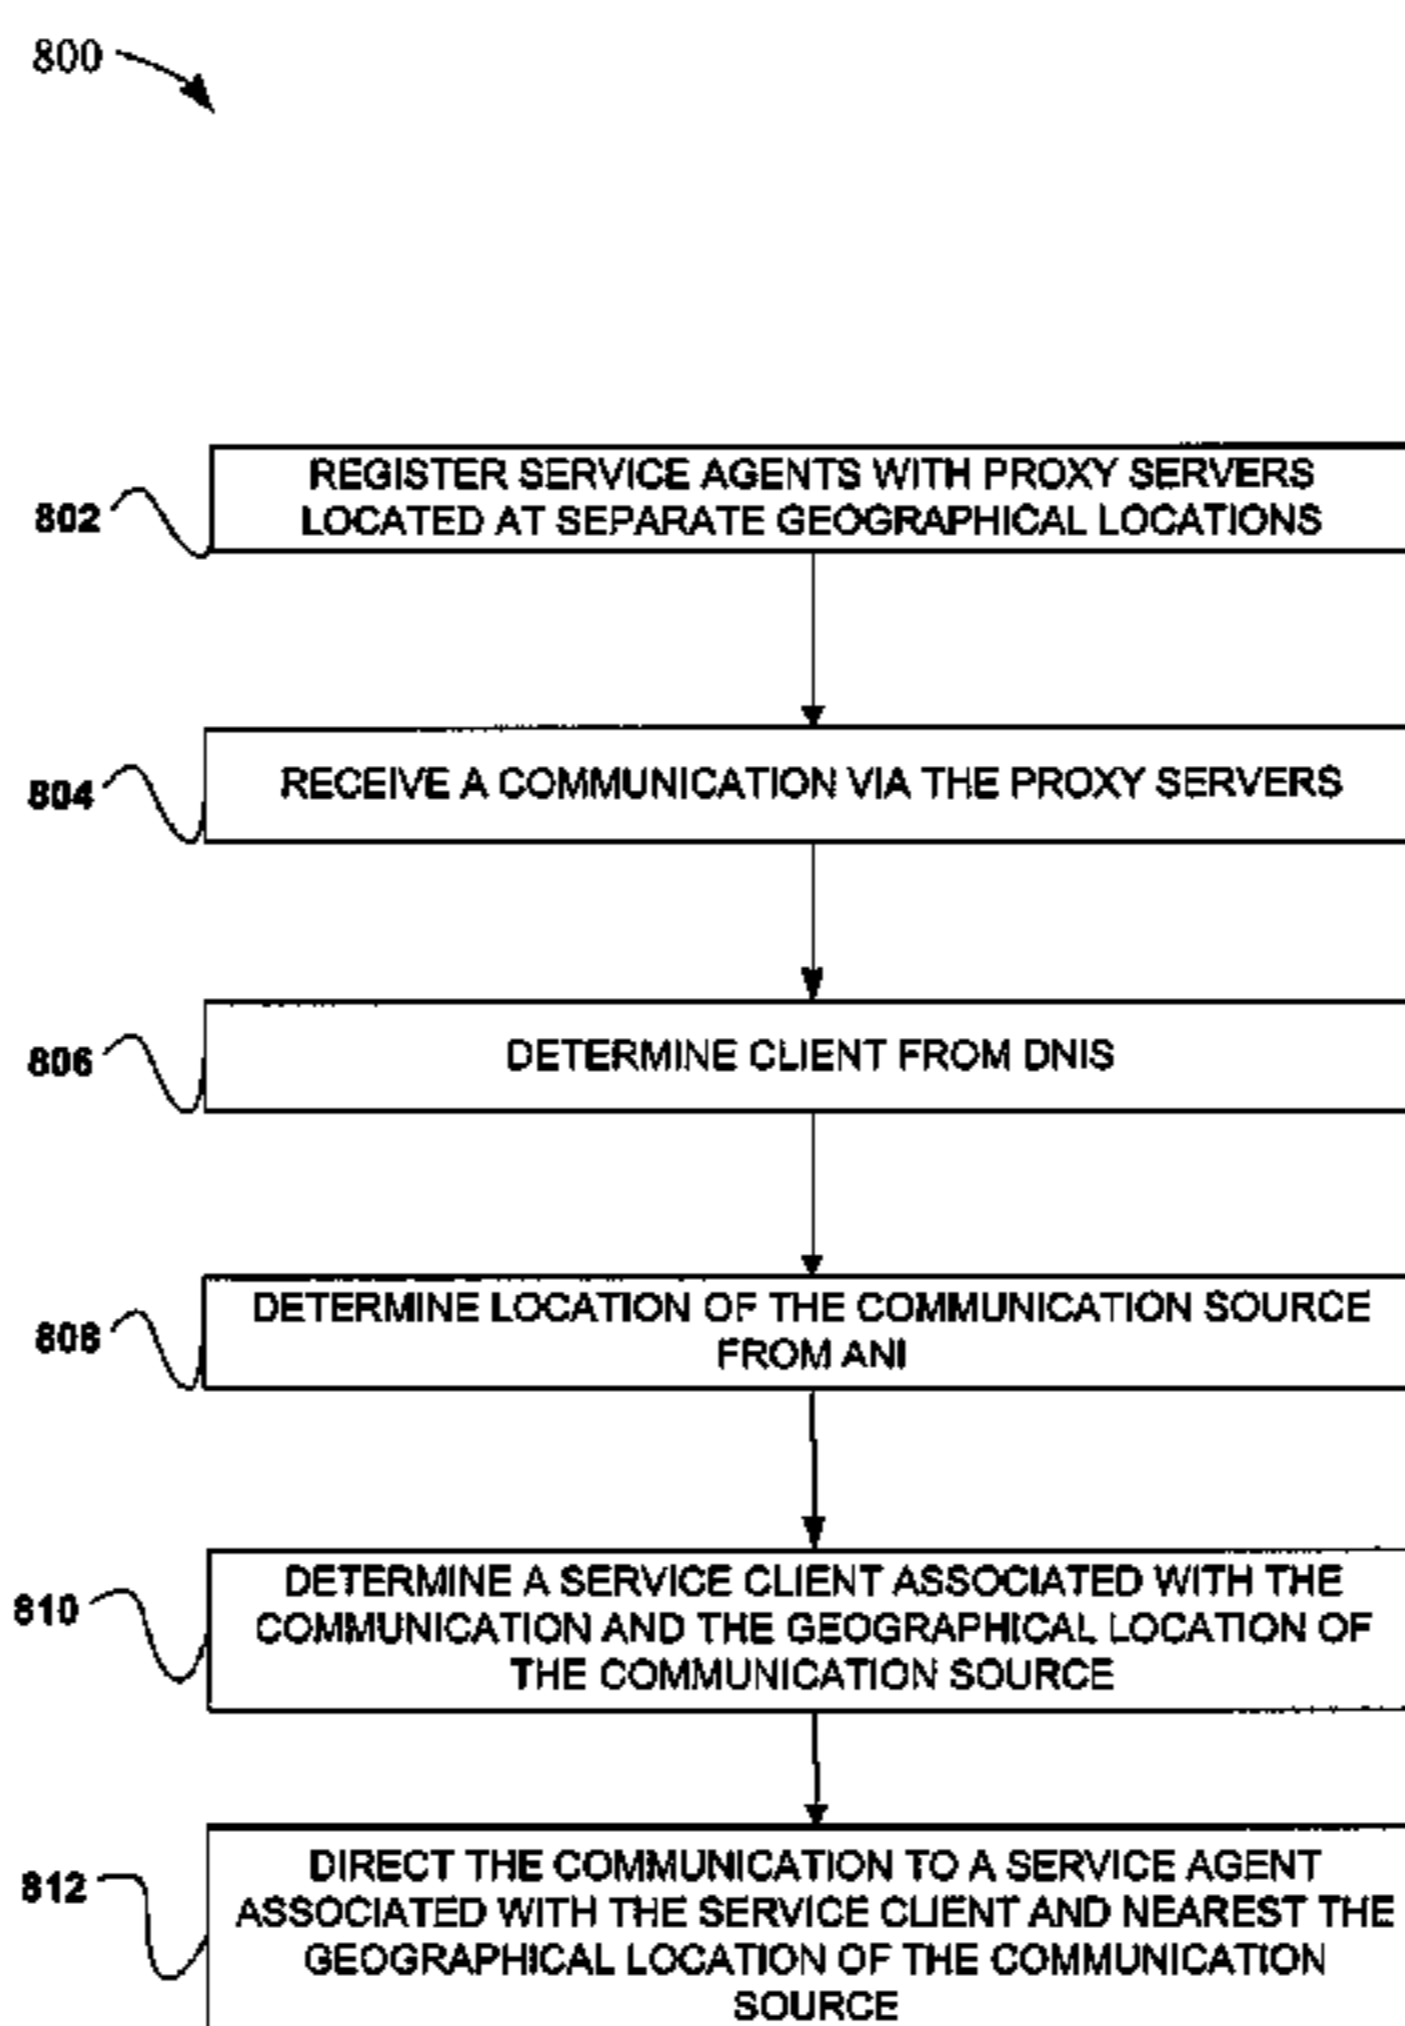 800
802
REGISTER SERVICE AGENTS WITH PROXY SERVERS
LOCATED AT SEPARATE GEOGRAPHICAL LOCATIONS
804
RECEIVE A COMMUNICATION VIA THE PROXY SERVERS
806
DETERMINE CLIENT FROM DNIS
808
DETERMINE LOCATION OF THE COMMUNICATION SOURCE
FROM ANI
810
DETERMINE A SERVICE CLIENT ASSOCIATED WITH THE
COMMUNICATION AND THE GEOGRAPHICAL LOCATION OF
THE COMMUNICATION SOURCE
812
DIRECT THE COMMUNICATION TO A SERVICE AGENT
ASSOCIATED WITH THE SERVICE CLIENT AND NEAREST THE
GEOGRAPHICAL LOCATION OF THE COMMUNICATION
SOURCE